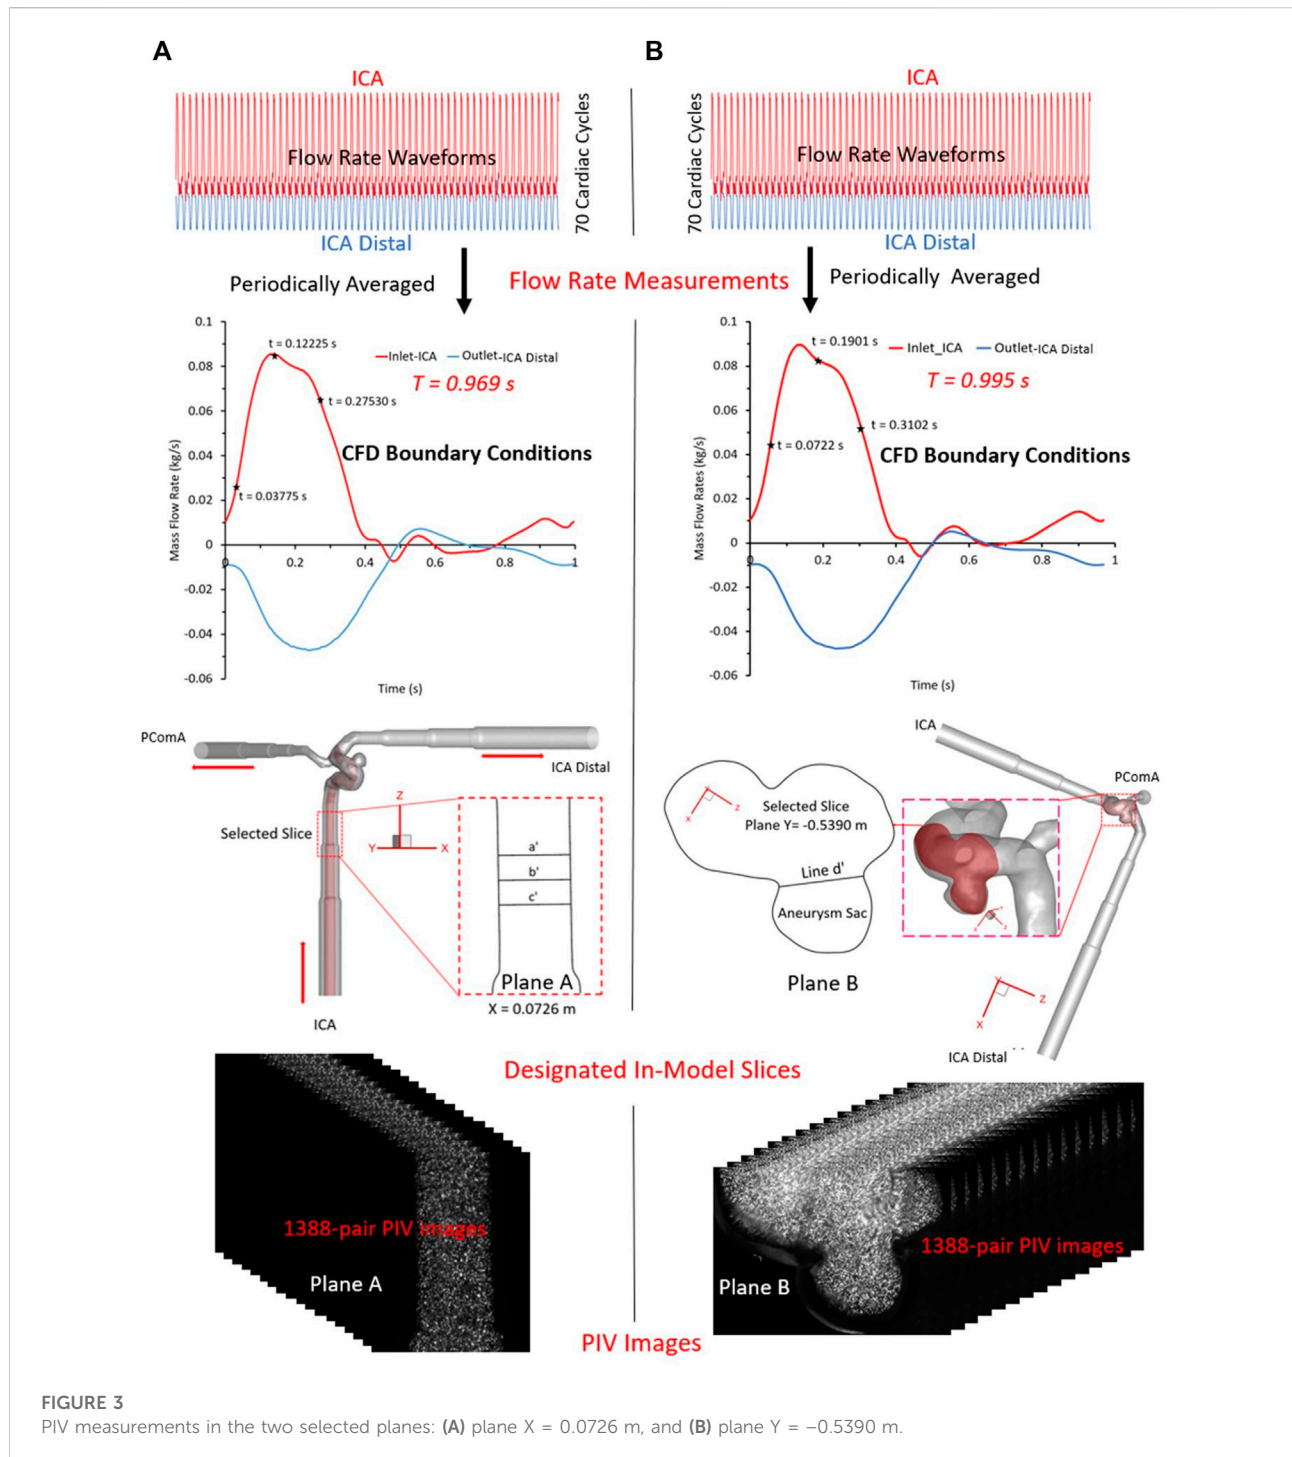 A
B
ICA
ICA
Flow Rate Waveforms
Flow Rate Waveforms
70 Cardiac Cycles
70 Cardiac Cycles
ICA Distal
ICA Distal
Periodically Averaged
Flow Rate Measurements
Periodically Averaged
0.1
0.08
0.06
0.04
0.02
0
-0.02
-0.04
-0.06
Mass Flow Rate (kg/s)
t = 0.12225 s
Inlet-ICA
Outlet-ICA Distal
T = 0.969 s
t = 0.27530 s
CFD Boundary Conditions
t = 0.03775 s
0
0.2
0.4
0.6
0.8
1
Time (s)
0.1
0.08
0.06
0.04
0.02
0
-0.02
-0.04
-0.06
Mass Flow Rates (kg/s)
t = 0.1901 s
Inlet_ICA
Outlet-ICA Distal
T = 0.995 s
t = 0.3102 s
t = 0.0722 s
CFD Boundary Conditions
0
0.2
0.4
0.6
0.8
1
Time (s)
PComA
ICA Distal
Selected Slice
Z
Y
X
a'
b'
c'
Plane A
X = 0.0726 m
ICA
ICA
PComA
Y
X
Z
Selected Slice
Plane Y= -0.5390 m
Line d'
Aneurysm Sac
Plane B
Y
Z
X
ICA Distal
Designated In-Model Slices
1388-pair PIV images
Plane A
1388-pair PIV images
Plane B
PIV Images
FIGURE 3
PIV measurements in the two selected planes: (A) plane X = 0.0726 m, and (B) plane Y = −0.5390 m.